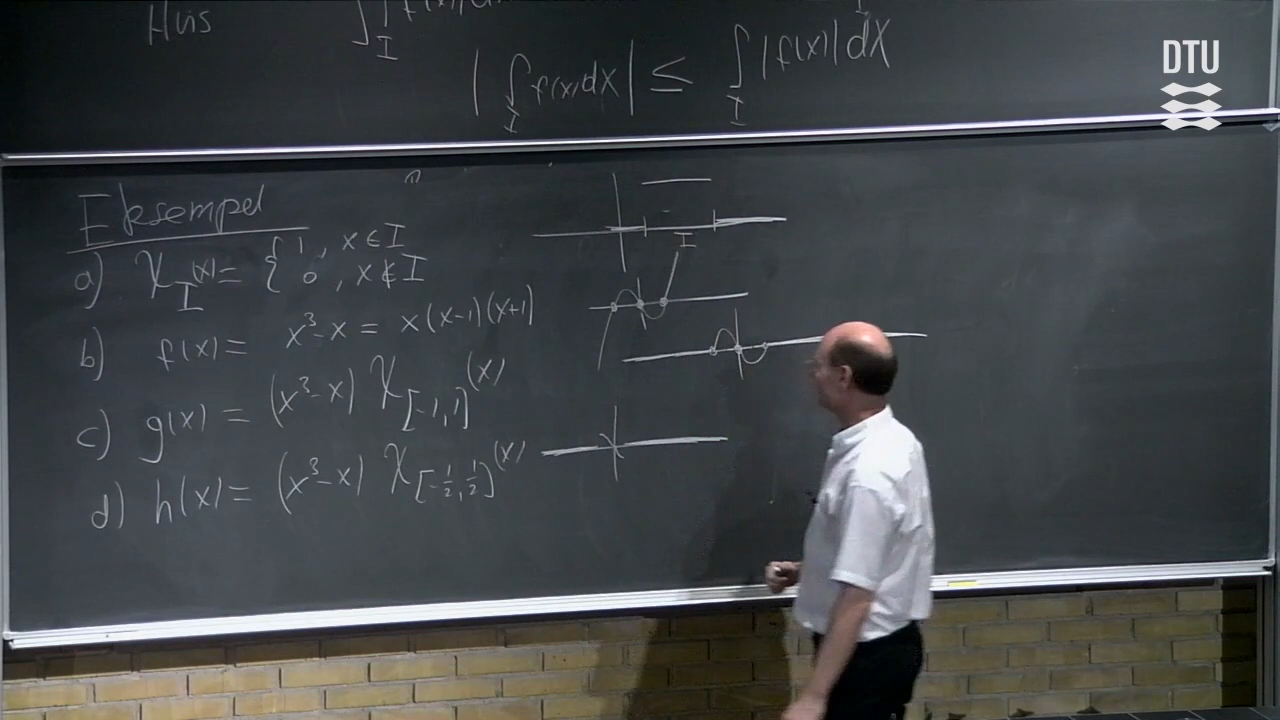 Hvis ∫_I
|∫_I f(x)dx| ≤ ∫_I |f(x)| dx
DTU
Eksempel
a) χ_I(x) = { 1, x ∈ I
0, x ∉ I
I
b) f(x) = x³-x = x(x-1)(x+1)
c) g(x) = (x³-x) χ_[-1,1](x)
d) h(x) = (x³-x) χ_[-½,½](x)